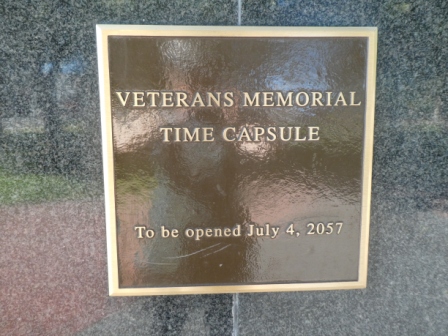 VETERANS MEMORIAL
TIME CAPSULE
To be opened July 4, 2057